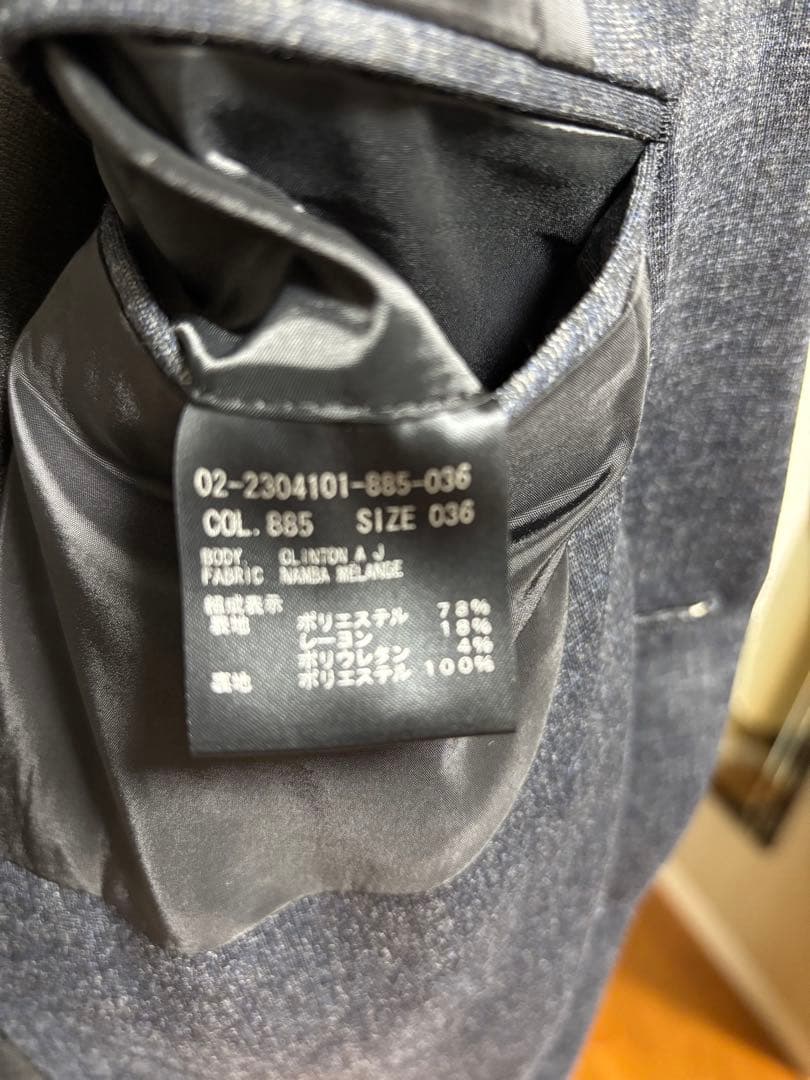 02-2304101-885-036
COL. 885 SIZE 036
BODY CLINTON A J
FABRIC NAMBA MELANGE
組成表示
表地 ポリエステル 78%
レーヨン 18%
ポリウレタン 4%
裏地 ポリエステル 100%